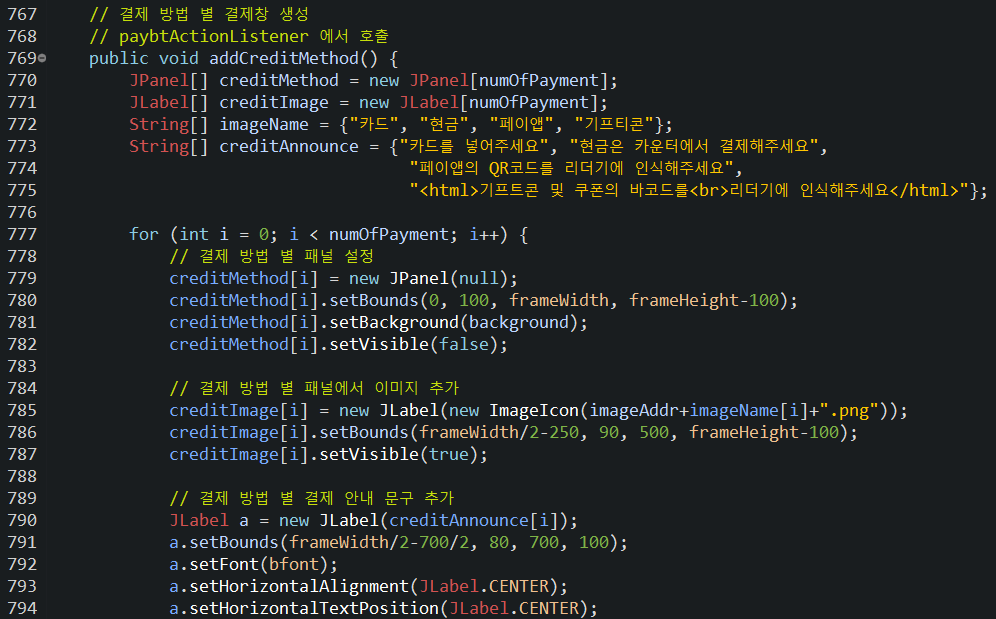 767 // 결제 방법 별 결제창 생성
768 // paybtActionListener 에서 호출
769 public void addCreditMethod() {
770 JPanel[] creditMethod = new JPanel[numOfPayment];
771 JLabel[] creditImage = new JLabel[numOfPayment];
772 String[] imageName = {"카드", "현금", "페이앱", "기프티콘"};
773 String[] creditAnnounce = {"카드를 넣어주세요", "현금은 카운터에서 결제해주세요",
774 "페이앱의 QR코드를 리더기에 인식해주세요",
775 "<html>기프트콘 및 쿠폰의 바코드를<br>리더기에 인식해주세요</html>"};
776
777 for (int i = 0; i < numOfPayment; i++) {
778 // 결제 방법 별 패널 설정
779 creditMethod[i] = new JPanel(null);
780 creditMethod[i].setBounds(0, 100, frameWidth, frameHeight-100);
781 creditMethod[i].setBackground(background);
782 creditMethod[i].setVisible(false);
783
784 // 결제 방법 별 패널에서 이미지 추가
785 creditImage[i] = new JLabel(new ImageIcon(imageAddr+imageName[i]+".png"));
786 creditImage[i].setBounds(frameWidth/2-250, 90, 500, frameHeight-100);
787 creditImage[i].setVisible(true);
788
789 // 결제 방법 별 결제 안내 문구 추가
790 JLabel a = new JLabel(creditAnnounce[i]);
791 a.setBounds(frameWidth/2-700/2, 80, 700, 100);
792 a.setFont(bfont);
793 a.setHorizontalAlignment(JLabel.CENTER);
794 a.setHorizontalTextPosition(JLabel.CENTER);